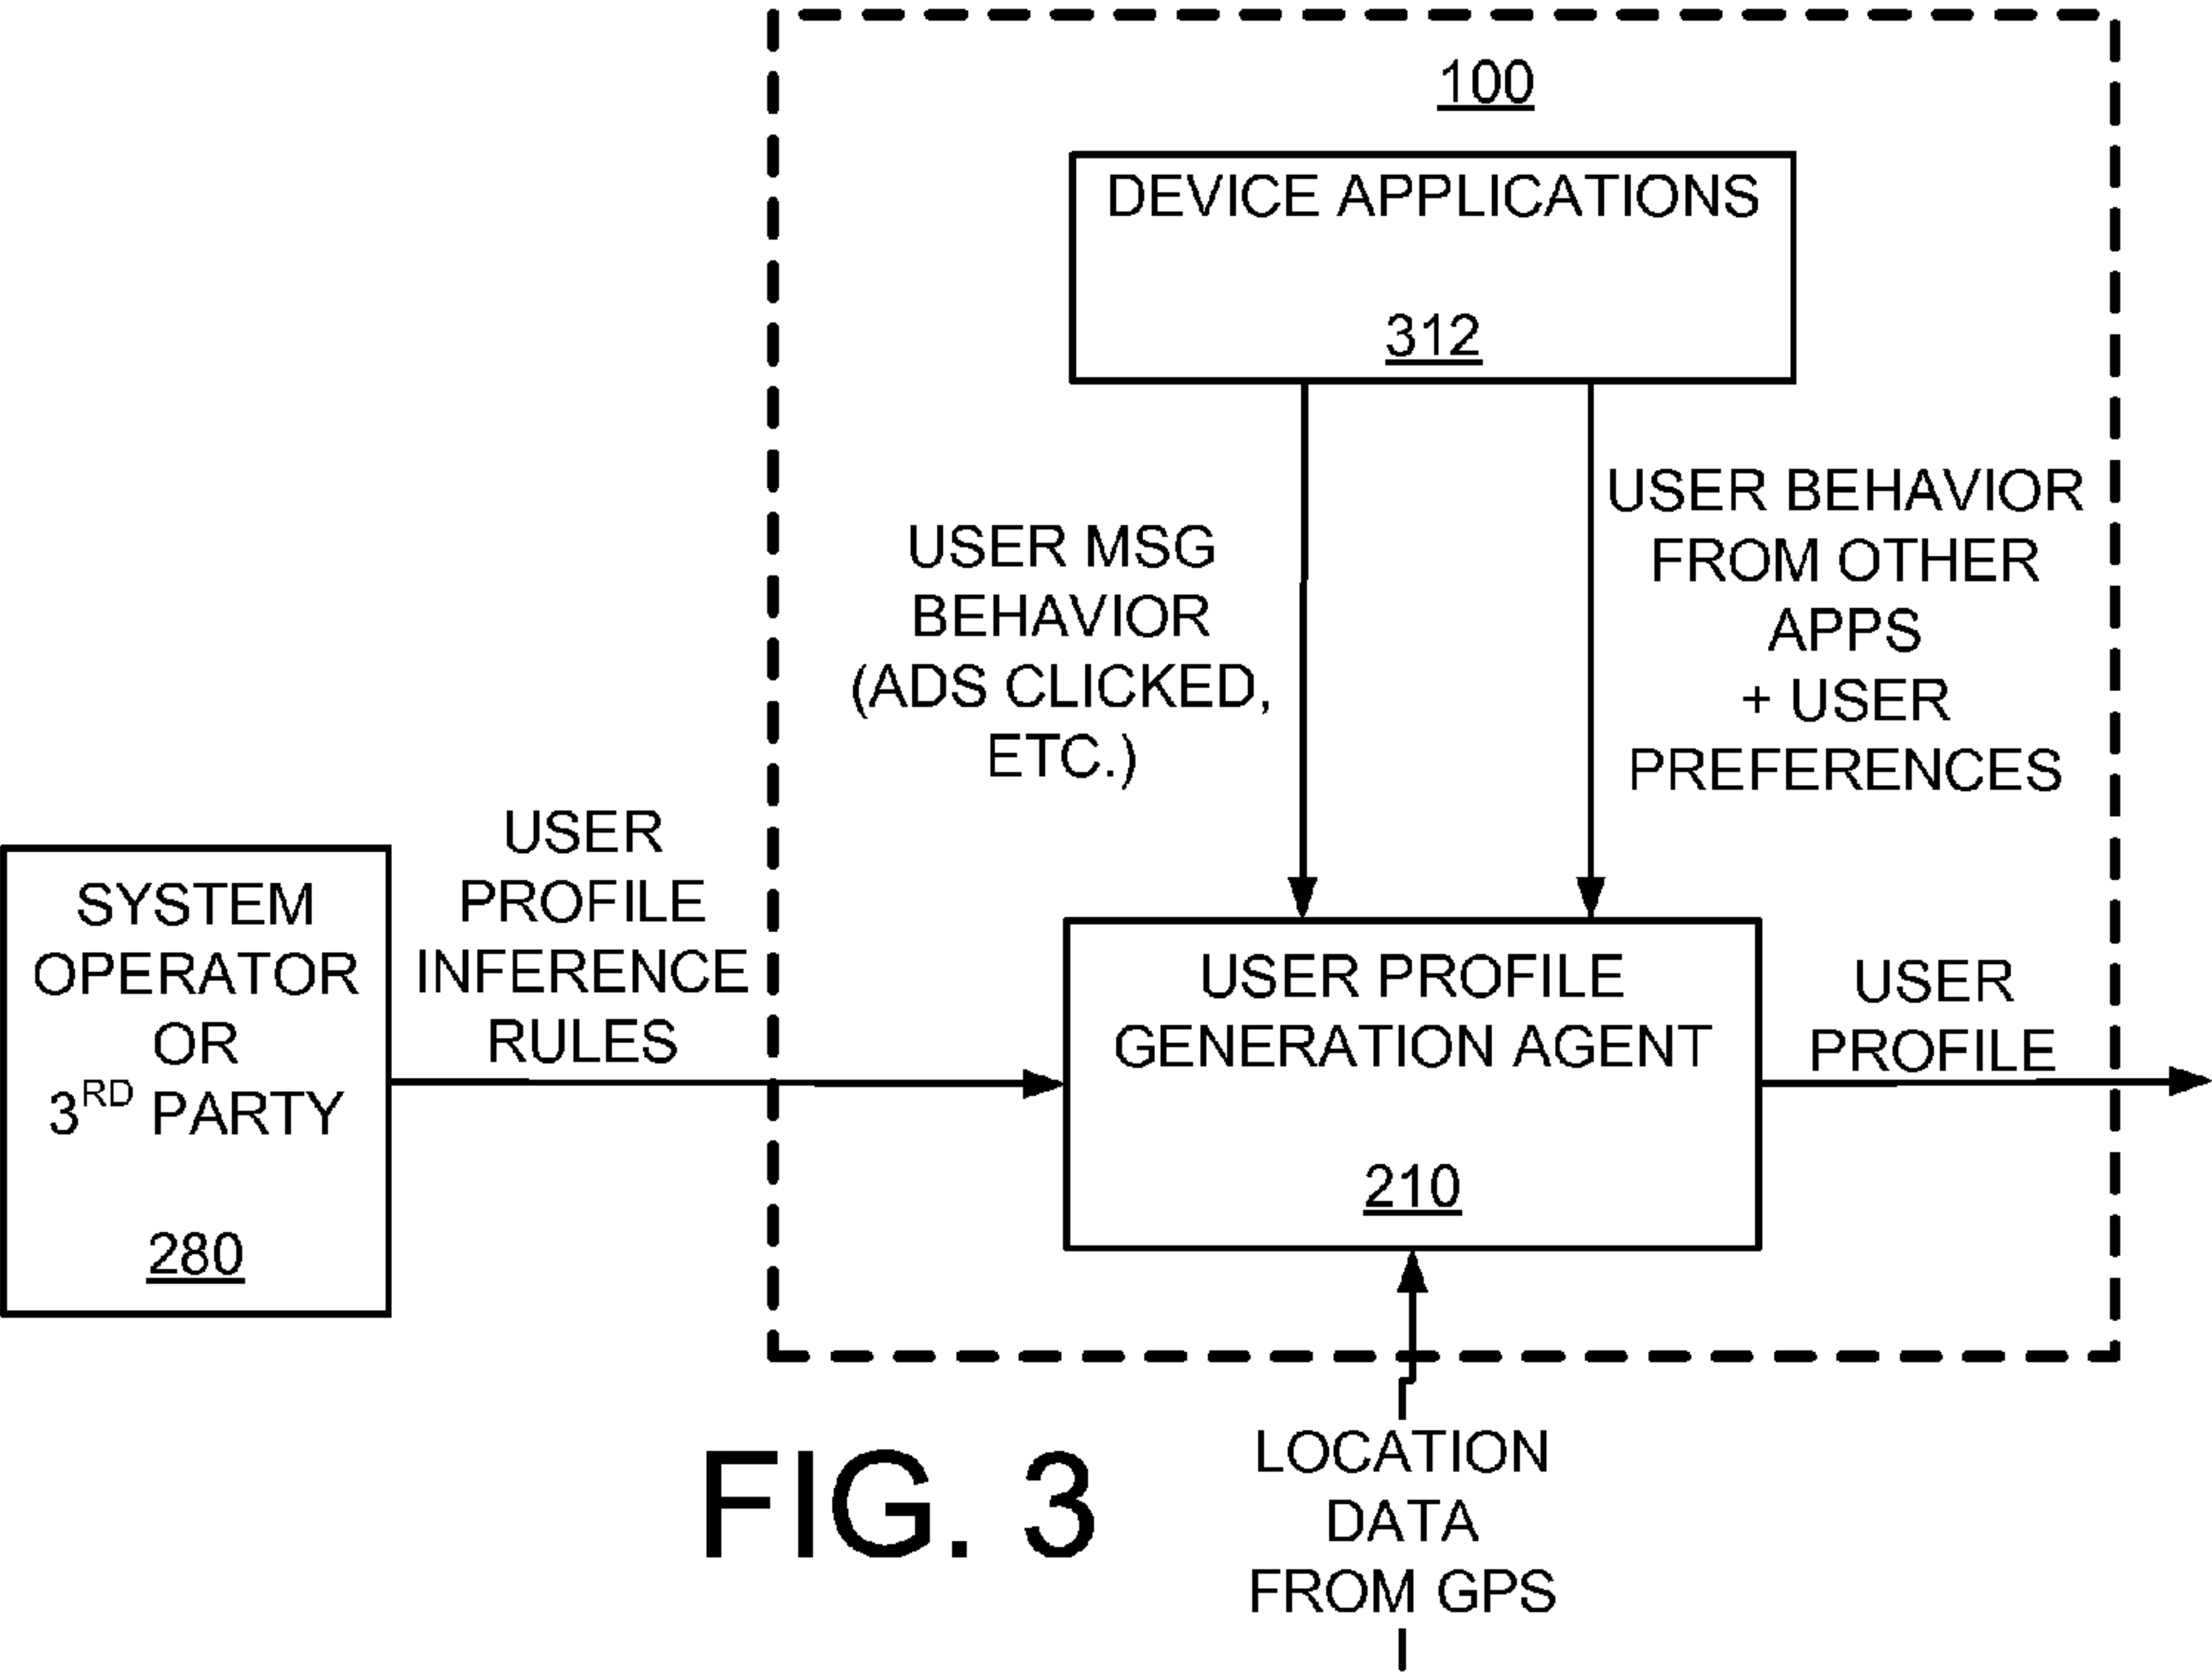 100
DEVICE APPLICATIONS
312
USER MSG
BEHAVIOR
(ADS CLICKED,
ETC.)
USER BEHAVIOR
FROM OTHER
APPS
+ USER
PREFERENCES
SYSTEM
OPERATOR
OR
3RD PARTY
280
USER
PROFILE
INFERENCE
RULES
USER PROFILE
GENERATION AGENT
210
USER
PROFILE
LOCATION
DATA
FROM GPS
FIG. 3